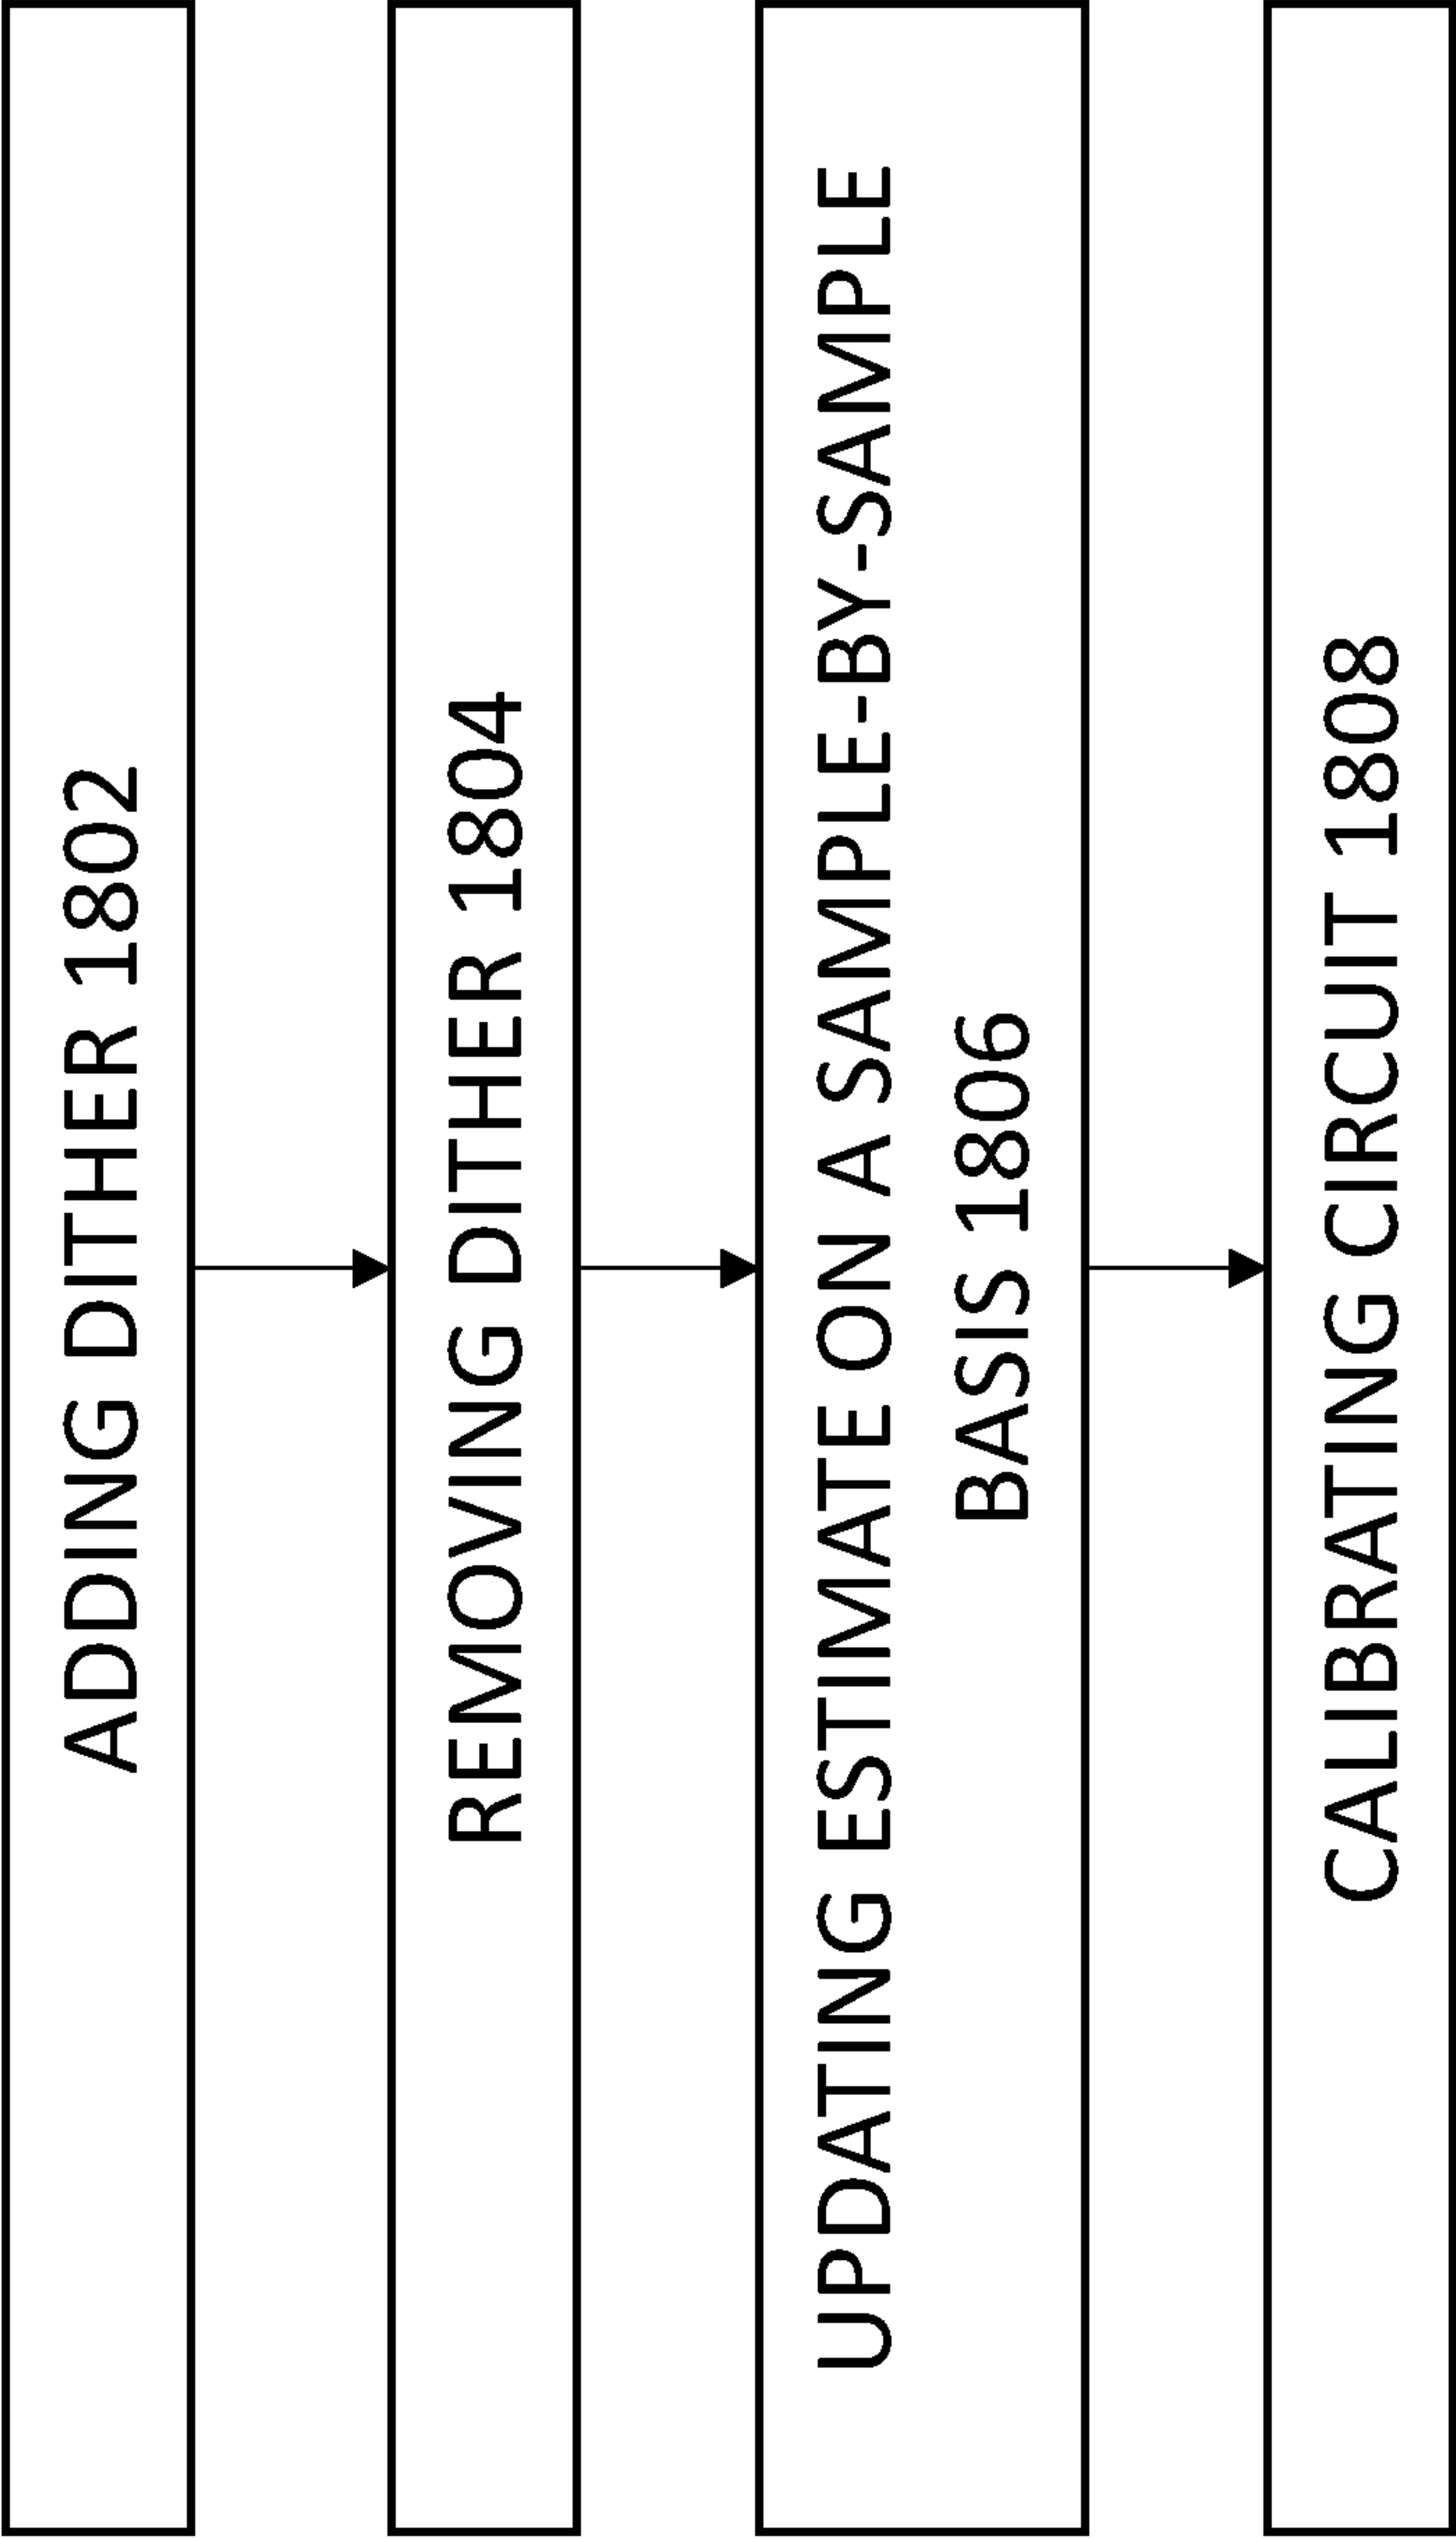 ADDING DITHER 1802
REMOVING DITHER 1804
UPDATING ESTIMATE ON A SAMPLE-BY-SAMPLE
BASIS 1806
CALIBRATING CIRCUIT 1808